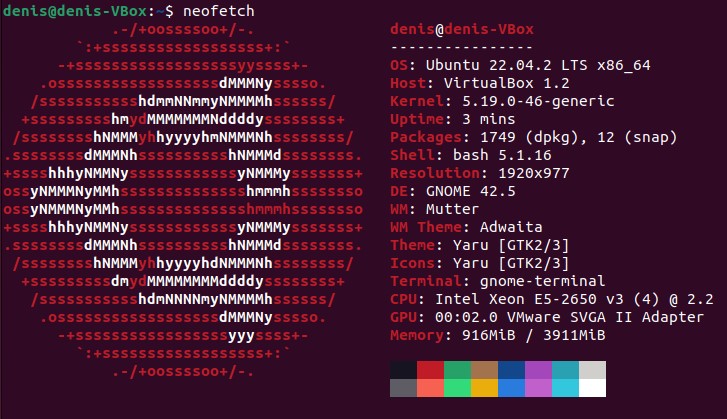 denis@denis-VBox:~$ neofetch
.-/+oossssoo+/-.
`:+ssssssssssssssssss+:`
-+ssssssssssssssssssyyssss+-
.ossssssssssssssssssdMMMNysssso.
/ssssssssssshdmmNNmmyNMMMMhssssss/
+ssssssssshmydMMMMMMMNddddyssssssss+
/sssssssshNMMMyhhyyyyhmNMMMNhssssssss/
.ssssssssdMMMNhsssssssssshNMMMdssssssss.
+sssshhhyNMMNyssssssssssssyNMMMysssssss+
ossyNMMMNyMMhsssssssssssssshmmmhssssssso
ossyNMMMNyMMhsssssssssssssshmmmhssssssso
+sssshhhyNMMNyssssssssssssyNMMMysssssss+
.ssssssssdMMMNhsssssssssshNMMMdssssssss.
/sssssssshNMMMyhhyyyyhdNMMMNhssssssss/
+sssssssssdmydMMMMMMMMddddyssssssss+
/ssssssssssshdmNNNNmyNMMMMhssssss/
.ossssssssssssssssssdMMMNysssso.
-+sssssssssssssssssyyyssss+-
`:+ssssssssssssssssss+:`
.-/+oossssoo+/-.
denis@denis-VBox
----------------
OS: Ubuntu 22.04.2 LTS x86_64
Host: VirtualBox 1.2
Kernel: 5.19.0-46-generic
Uptime: 3 mins
Packages: 1749 (dpkg), 12 (snap)
Shell: bash 5.1.16
Resolution: 1920x977
DE: GNOME 42.5
WM: Mutter
WM Theme: Adwaita
Theme: Yaru [GTK2/3]
Icons: Yaru [GTK2/3]
Terminal: gnome-terminal
CPU: Intel Xeon E5-2650 v3 (4) @ 2.2
GPU: 00:02.0 VMware SVGA II Adapter
Memory: 916MiB / 3911MiB